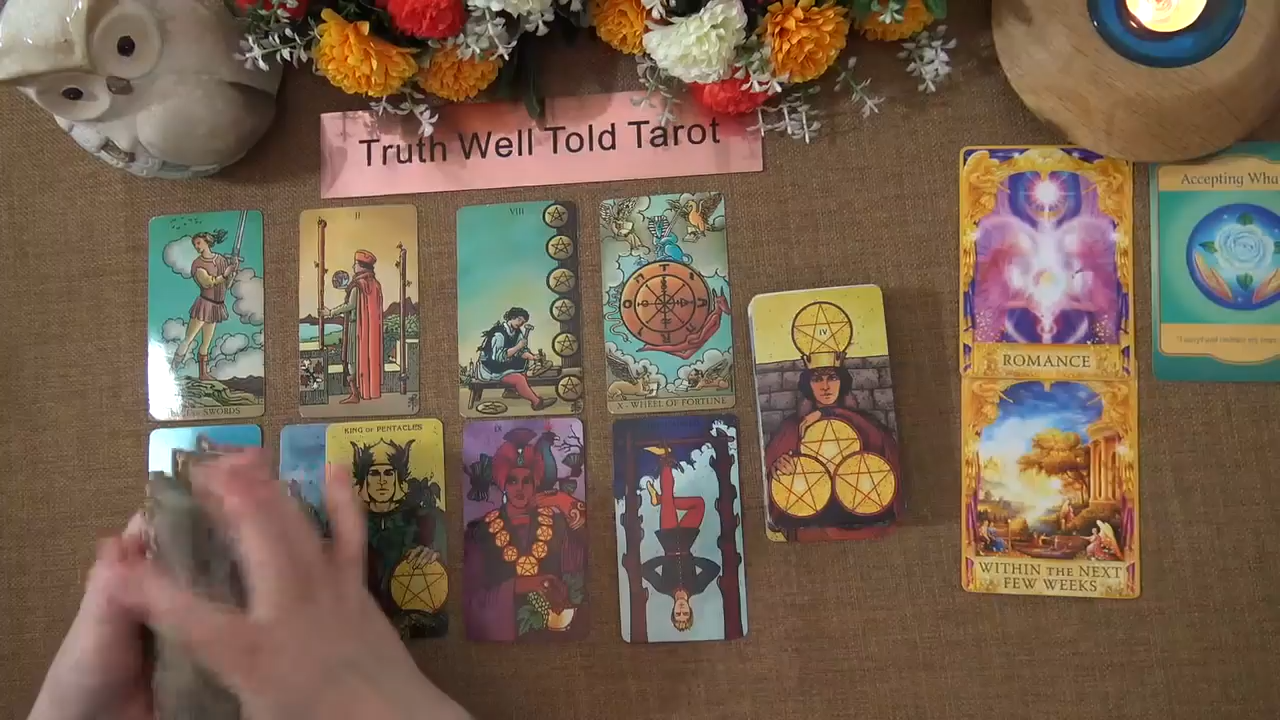 Truth Well Told Tarot
II
VIII
SWORDS
X • WHEEL OF FORTUNE
IV
ROMANCE
Accepting Wha
KING OF PENTACLES
IX
WITHIN THE NEXT
FEW WEEKS